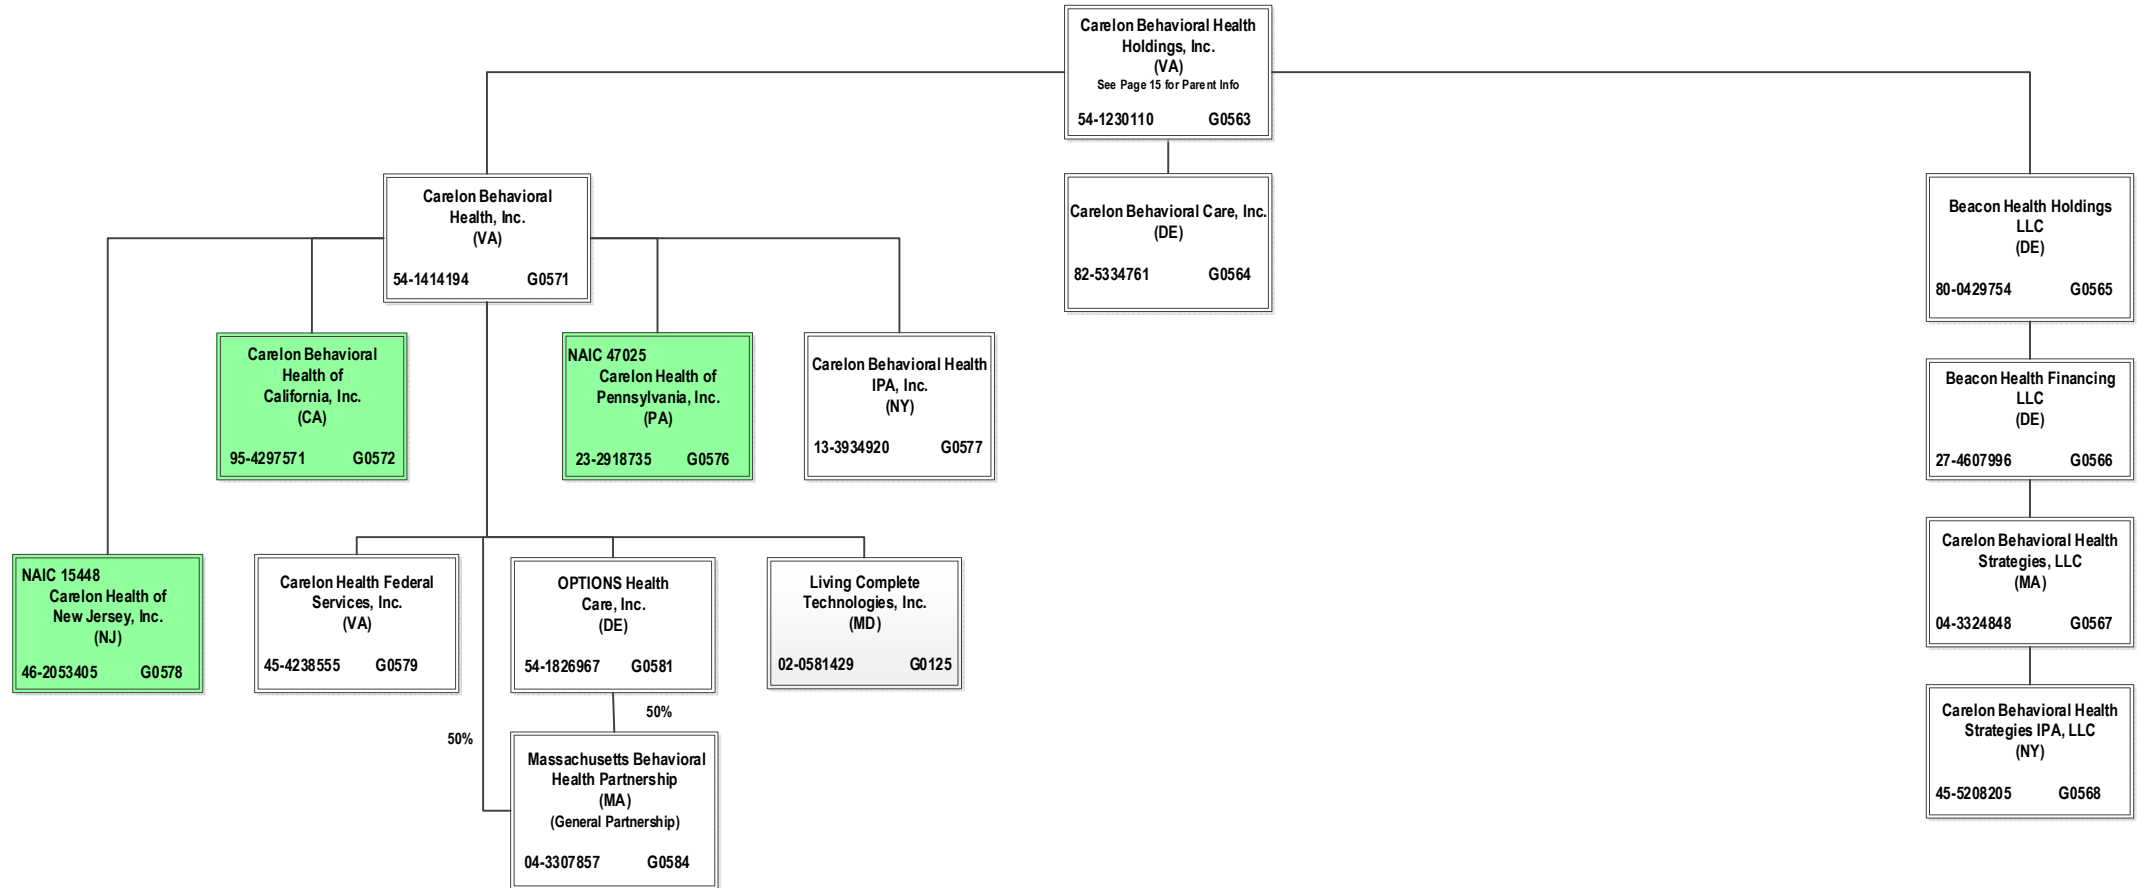 Carelon Behavioral Health
Holdings, Inc.
(VA)
See Page 15 for Parent Info
54-1230110 G0563
Carelon Behavioral
Health, Inc.
(VA)
54-1414194 G0571
Carelon Behavioral Care, Inc.
(DE)
82-5334761 G0564
Beacon Health Holdings
LLC
(DE)
80-0429754 G0565
Carelon Behavioral
Health of
California, Inc.
(CA)
95-4297571 G0572
NAIC 47025
Carelon Health of
Pennsylvania, Inc.
(PA)
23-2918735 G0576
Carelon Behavioral Health
IPA, Inc.
(NY)
13-3934920 G0577
Beacon Health Financing
LLC
(DE)
27-4607996 G0566
NAIC 15448
Carelon Health of
New Jersey, Inc.
(NJ)
46-2053405 G0578
Carelon Health Federal
Services, Inc.
(VA)
45-4238555 G0579
OPTIONS Health
Care, Inc.
(DE)
54-1826967 G0581
Living Complete
Technologies, Inc.
(MD)
02-0581429 G0125
Carelon Behavioral Health
Strategies, LLC
(MA)
04-3324848 G0567
50%
50%
Massachusetts Behavioral
Health Partnership
(MA)
(General Partnership)
04-3307857 G0584
Carelon Behavioral Health
Strategies IPA, LLC
(NY)
45-5208205 G0568